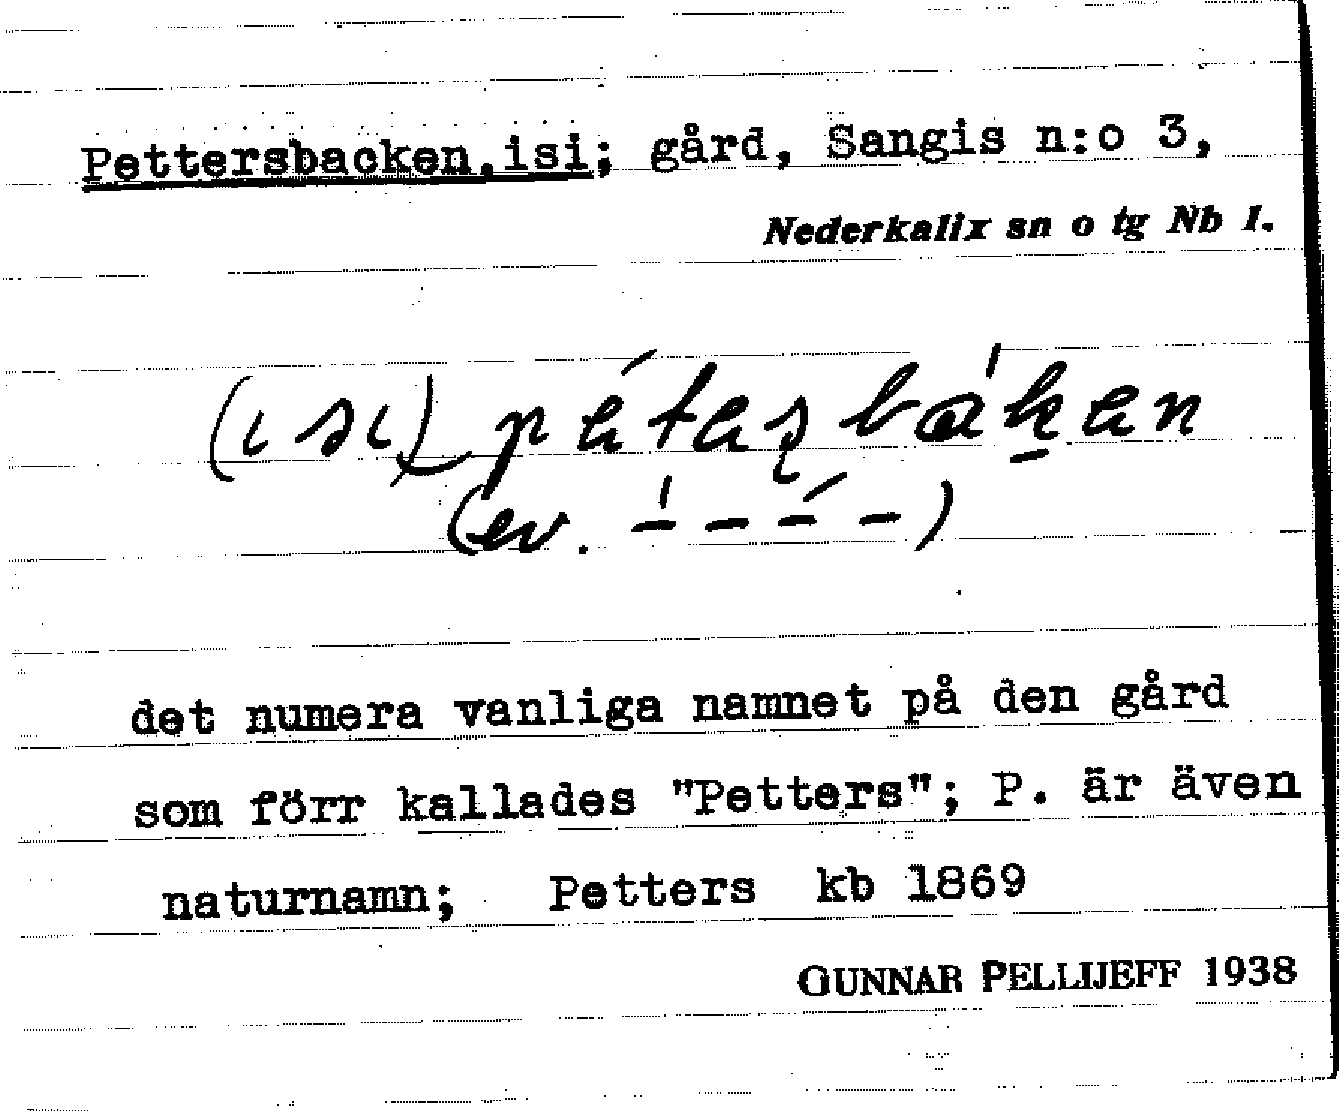 Pettersbacken,isi; gård, Sangis n:o 3,
Nederkalix sn o tg Nb l.
(ev.
det numera vanliga namnet på den gård
som förr kallades "Petters"; P. är även
naturnamn; Petters kb 1869
GUNNAR PELLIJEFF 1938